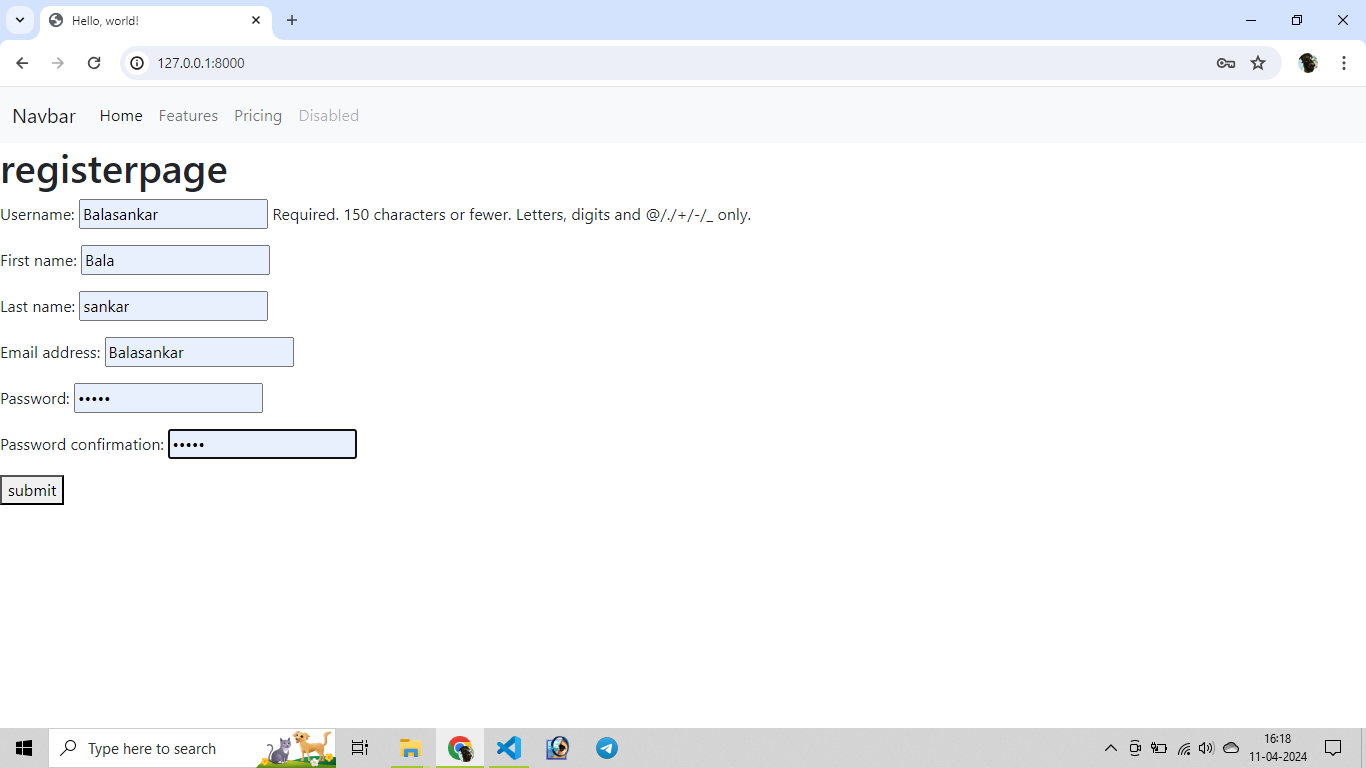 Hello, world!
127.0.0.1:8000
Navbar Home Features Pricing Disabled
registerpage
Username: Balasankar Required. 150 characters or fewer. Letters, digits and @/./+/-/_ only.
First name: Bala
Last name: sankar
Email address: Balasankar
Password: •••••
Password confirmation: •••••
submit
Type here to search
16:18
11-04-2024